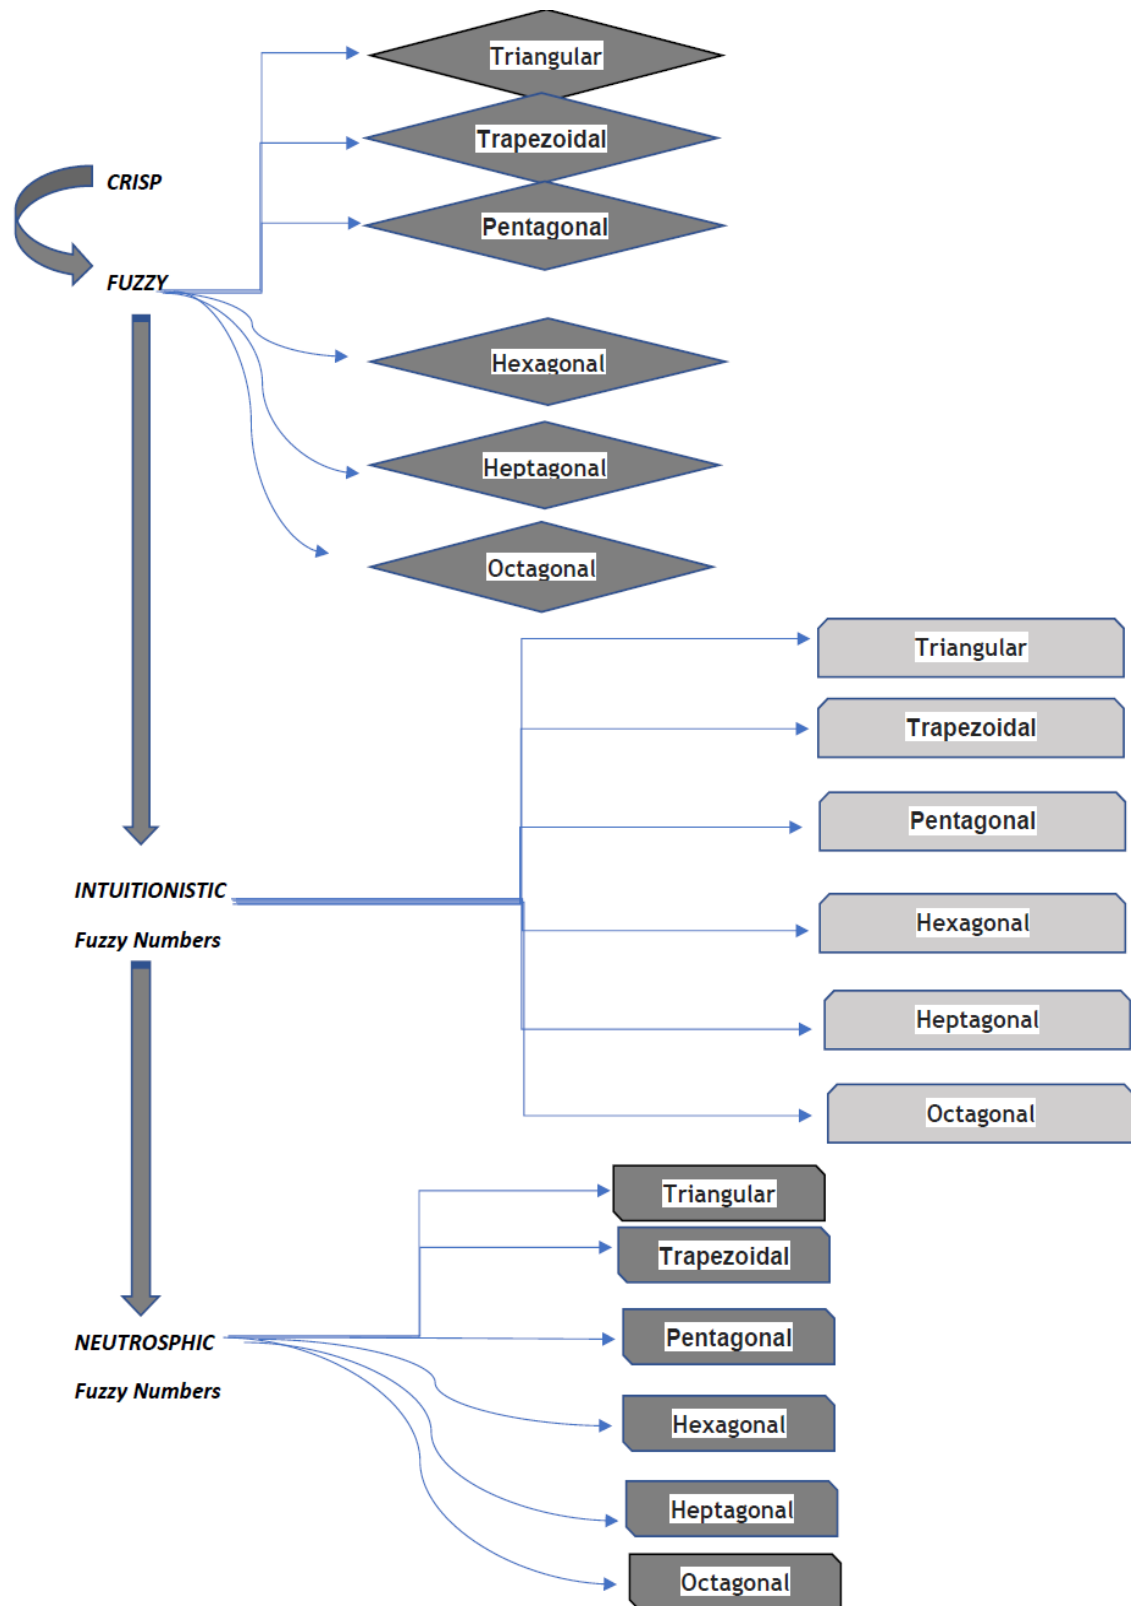 Triangular
Trapezoidal
CRISP
Pentagonal
FUZZY
Hexagonal
Heptagonal
Octagonal
Triangular
Trapezoidal
Pentagonal
INTUITIONISTIC
Fuzzy Numbers
Hexagonal
Heptagonal
Octagonal
Triangular
Trapezoidal
NEUTROSPHIC
Fuzzy Numbers
Pentagonal
Hexagonal
Heptagonal
Octagonal